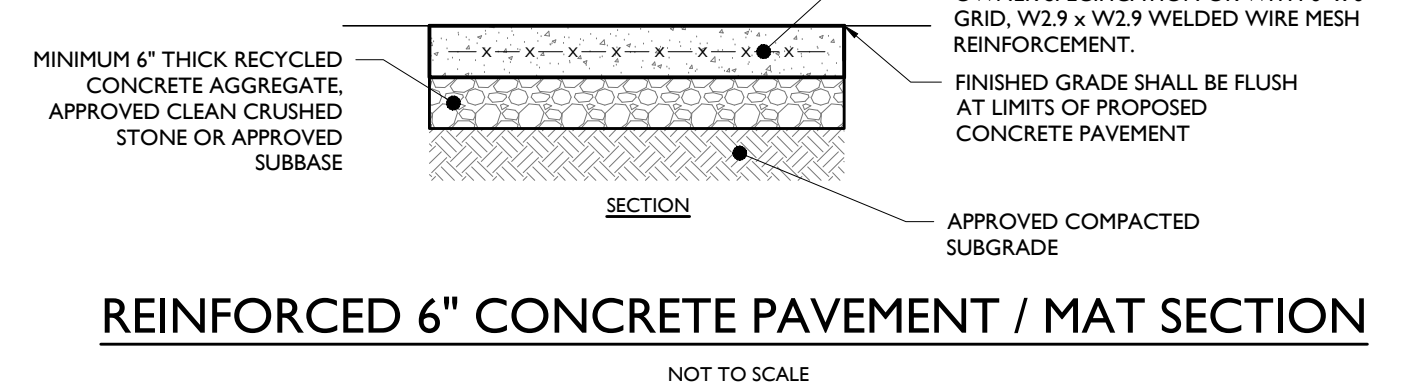 GRID, W2.9 x W2.9 WELDED WIRE MESH
REINFORCEMENT.
MINIMUM 6" THICK RECYCLED
CONCRETE AGGREGATE,
APPROVED CLEAN CRUSHED
STONE OR APPROVED
SUBBASE
x x x x x x x x
FINISHED GRADE SHALL BE FLUSH
AT LIMITS OF PROPOSED
CONCRETE PAVEMENT
SECTION
APPROVED COMPACTED
SUBGRADE
REINFORCED 6" CONCRETE PAVEMENT / MAT SECTION
NOT TO SCALE